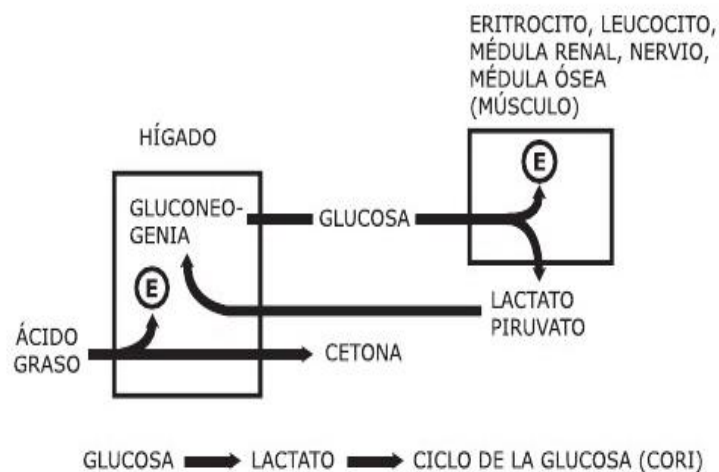 ERITROCITO, LEUCOCITO,
MÉDULA RENAL, NERVIO,
MÉDULA ÓSEA
(MÚSCULO)
HÍGADO
E
GLUCONEO-
GENIA
GLUCOSA
E
LACTATO
PIRUVATO
ÁCIDO
GRASO
CETONA
GLUCOSA LACTATO CICLO DE LA GLUCOSA (CORI)